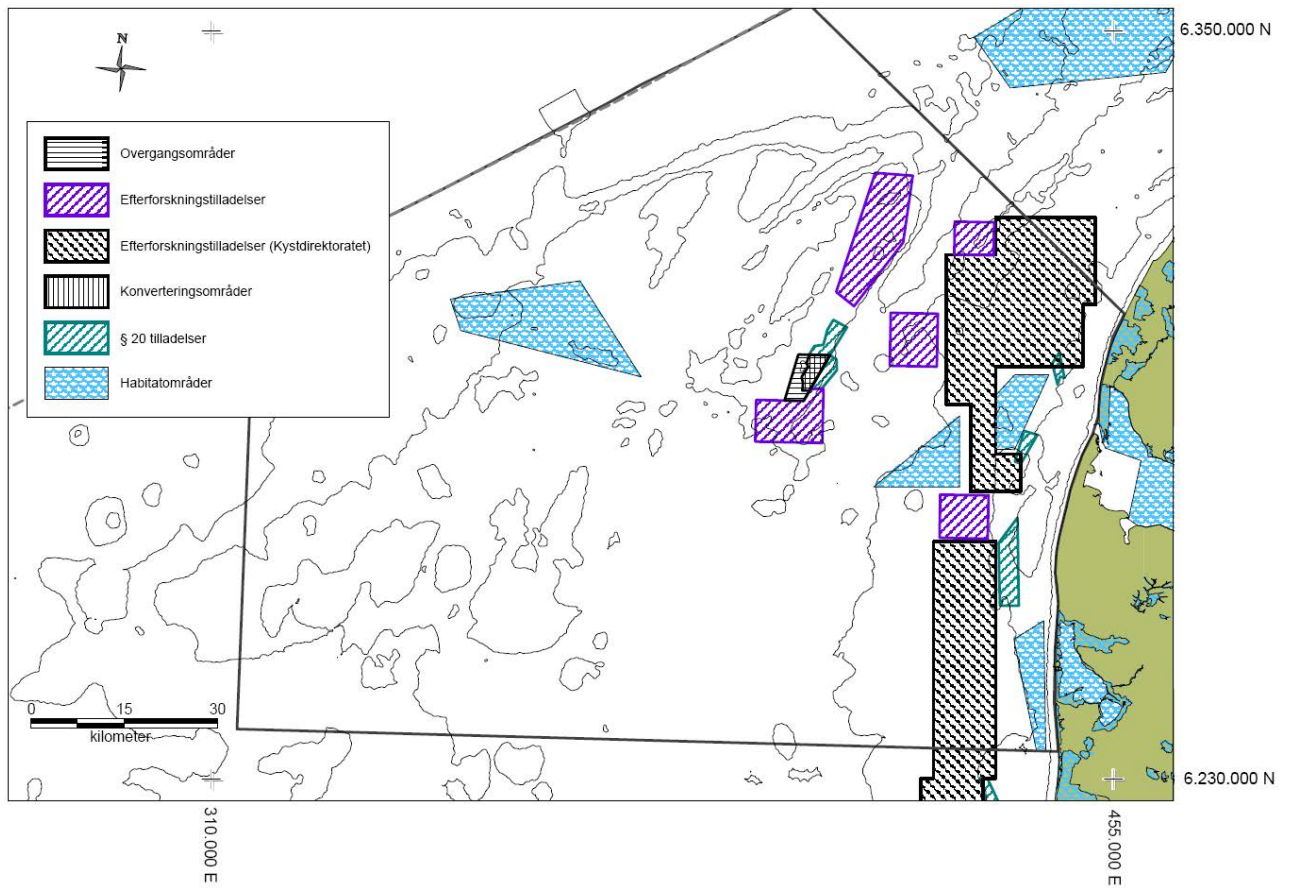 6.350.000 N
N
Overgangsområder
Efterforskningstilladelser
Efterforskningstilladelser (Kystdirektoratet)
Konverteringsområder
§ 20 tilladelser
Habitatområder
0 15 30
kilometer
6.230.000 N
310.000 E
455.000 E